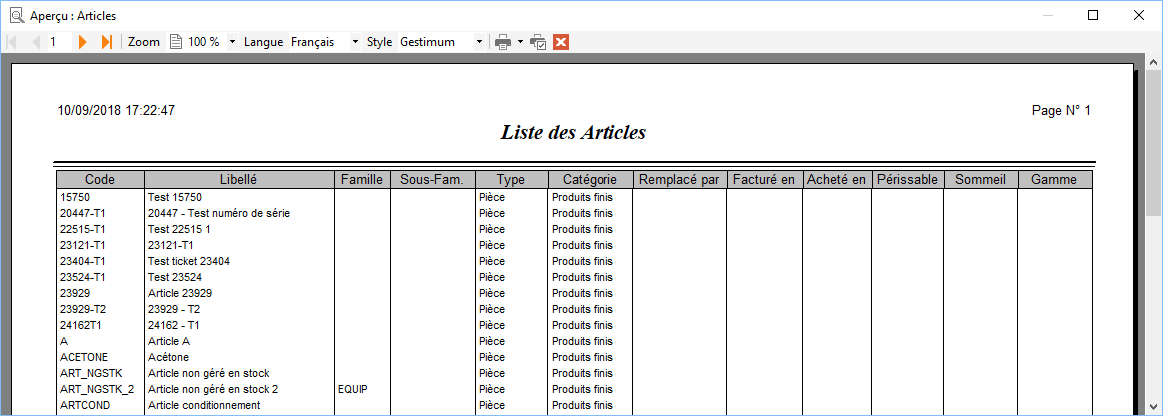 Aperçu : Articles
1 Zoom 100 % Langue Français Style Gestimum
10/09/2018 17:22:47 Page N° 1
Liste des Articles
Code Libellé Famille Sous-Fam. Type Catégorie Remplacé par Facturé en Acheté en Périssable Sommeil Gamme
15750 Test 15750 Pièce Produits finis
20447-T1 20447 - Test numéro de série Pièce Produits finis
22515-T1 Test 22515 1 Pièce Produits finis
23121-T1 23121-T1 Pièce Produits finis
23404-T1 Test ticket 23404 Pièce Produits finis
23524-T1 Test 23524 Pièce Produits finis
23929 Article 23929 Pièce Produits finis
23929-T2 23929 - T2 Pièce Produits finis
24162T1 24162 - T1 Pièce Produits finis
A Article A Pièce Produits finis
ACETONE Acétone Pièce Produits finis
ART_NGSTK Article non géré en stock Pièce Produits finis
ART_NGSTK_2 Article non géré en stock 2 EQUIP Pièce Produits finis
ARTCOND Article conditionnement Pièce Produits finis